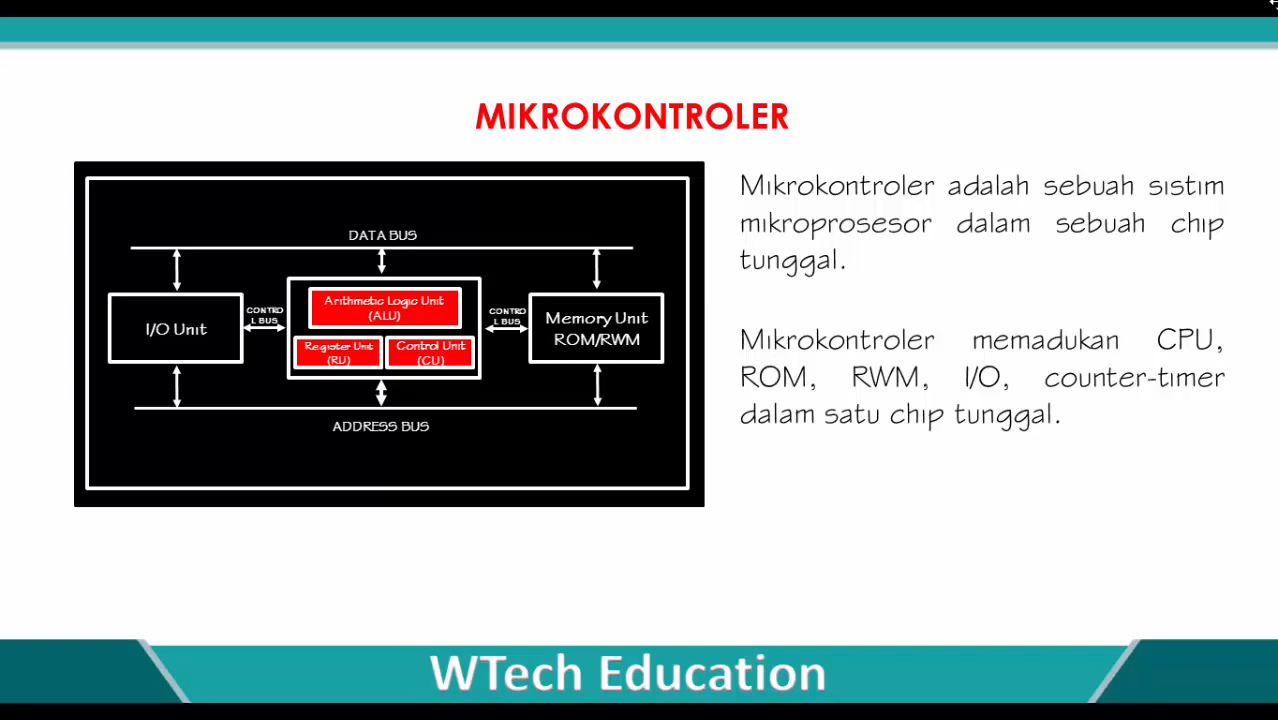 MIKROKONTROLER
DATA BUS
I/O Unit
CONTRO
L BUS
Arithmetic Logic Unit
(ALU)
Register Unit
(RU)
Control Unit
(CU)
CONTRO
L BUS
Memory Unit
ROM/RWM
ADDRESS BUS
Mikrokontroler adalah sebuah sistim
mikroprosesor dalam sebuah chip
tunggal.
Mikrokontroler memadukan CPU,
ROM, RWM, I/O, counter-timer
dalam satu chip tunggal.
WTech Education